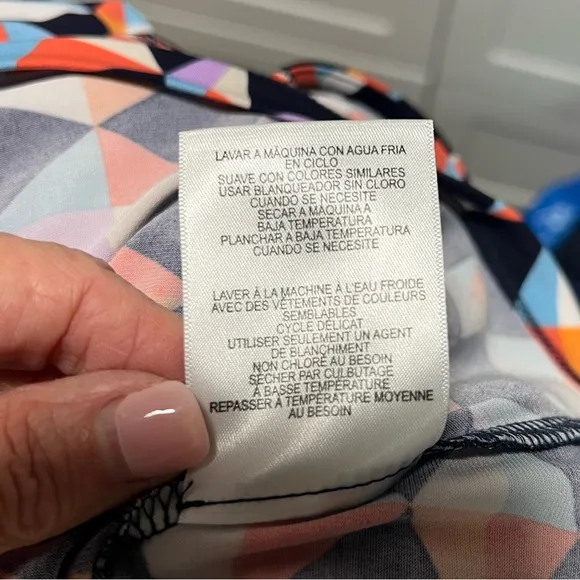 LAVAR A MÁQUINA CON AGUA FRIA
EN CICLO
SUAVE CON COLORES SIMILARES
USAR BLANQUEADOR SIN CLORO
CUANDO SE NECESITE
SECAR A MÁQUINA A
BAJA TEMPERATURA
PLANCHAR A BAJA TEMPERATURA
CUANDO SE NECESITE
LAVER À LA MACHINE À L'EAU FROIDE
AVEC DES VÊTEMENTS DE COULEURS
SEMBLABLES
CYCLE DÉLICAT
UTILISER SEULEMENT UN AGENT
DE BLANCHIMENT
NON CHLORÉ AU BESOIN
SÉCHER PAR CULBUTAGE
À BASSE TEMPÉRATURE
REPASSER À TEMPÉRATURE MOYENNE
AU BESOIN